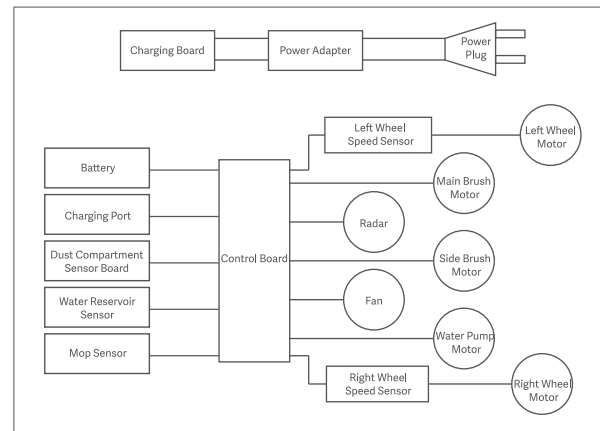 Charging Board
Power Adapter
Power
Plug
Left Wheel
Speed Sensor
Left Wheel
Motor
Battery
Main Brush
Motor
Charging Port
Radar
Dust Compartment
Sensor Board
Control Board
Side Brush
Motor
Water Reservoir
Sensor
Fan
Mop Sensor
Water Pump
Motor
Right Wheel
Speed Sensor
Right Wheel
Motor